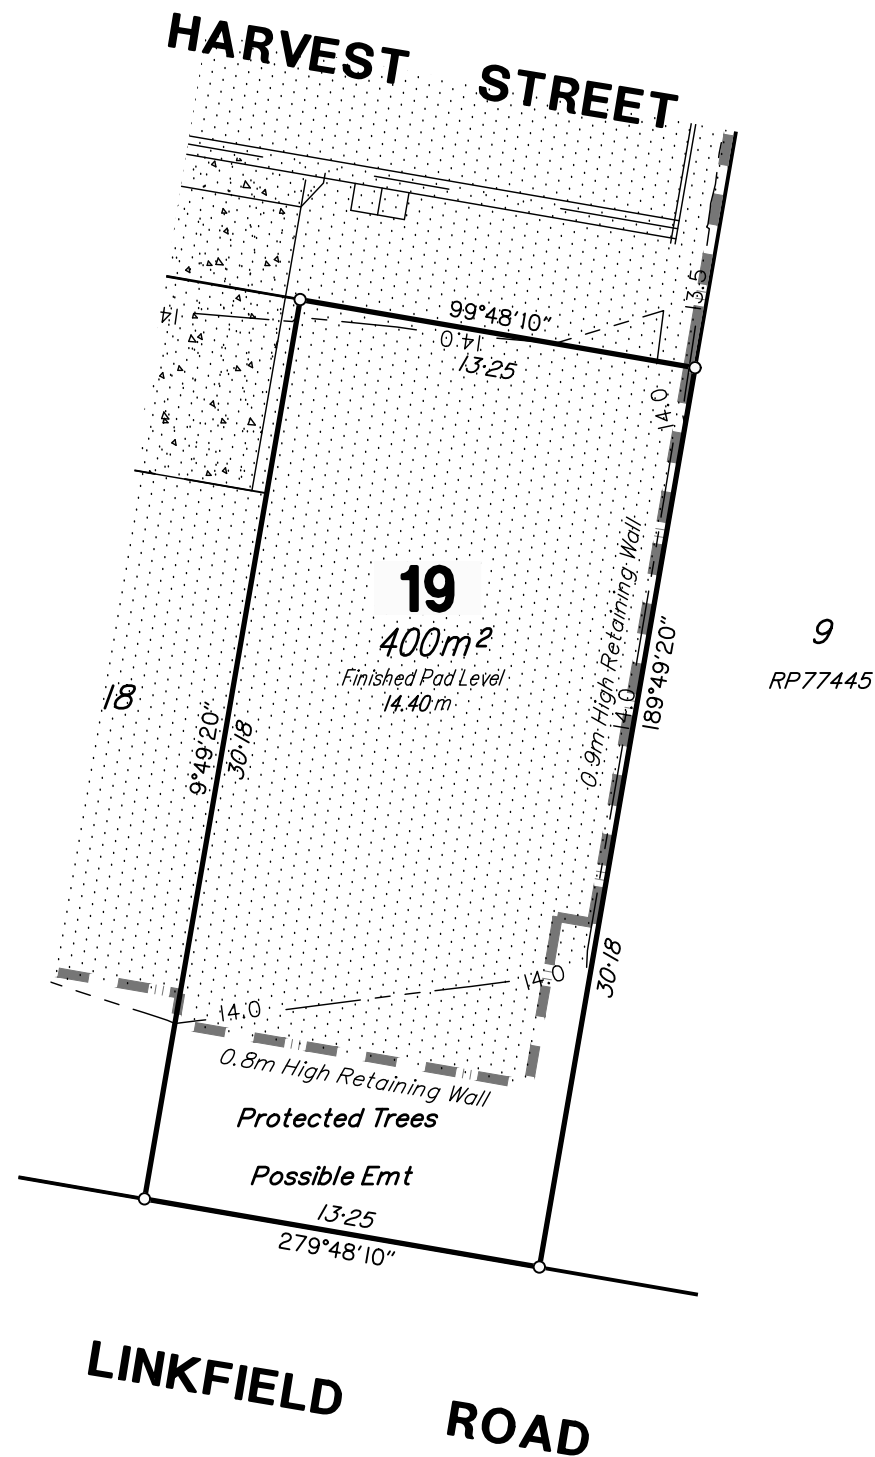 HARVEST STREET
13.5
99°48'10"
14
14.0
13·25
14.0
0.9m High Retaining Wall
19
400m²
Finished Pad Level
14.40 m
9
RP77445
18
9°49'20"
30·18
14.0
189°49'20"
30·18
14.0
14.0
0.8m High Retaining Wall
Protected Trees
Possible Emt
13·25
279°48'10"
LINKFIELD ROAD